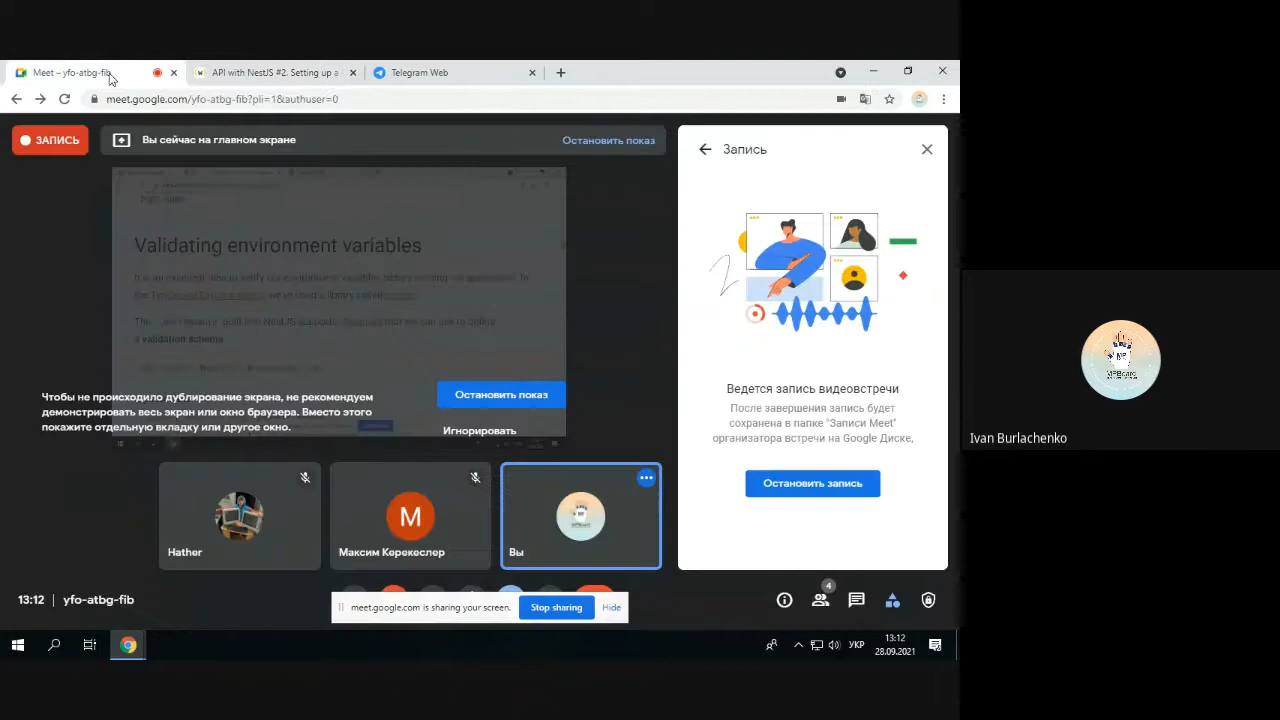 Meet – yfo-atbg-fib
API with NestJS #2. Setting up a
Telegram Web
meet.google.com/yfo-atbg-fib?pli=1&authuser=0
ЗАПИСЬ
Вы сейчас на главном экране
Остановить показ
Запись
Validating environment variables
a validation schema
Чтобы не происходило дублирование экрана, не рекомендуем
демонстрировать весь экран или окно браузера. Вместо этого
покажите отдельную вкладку или другое окно.
Остановить показ
Игнорировать
Ведется запись видеовстречи
После завершения запись будет
сохранена в папке "Записи Meet"
организатора встречи на Google Диске,
Остановить запись
Hather
M
Максим Керекеслер
Вы
MPBoard
Ivan Burlachenko
13:12 | yfo-atbg-fib
meet.google.com is sharing your screen.
Stop sharing
Hide
4
УКР
13:12
28.09.2021